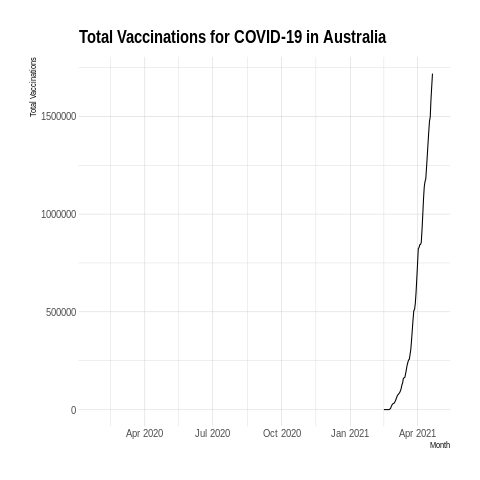 Total Vaccinations for COVID-19 in Australia
Total Vaccinations
1500000
1000000
500000
0
Apr 2020 Jul 2020 Oct 2020 Jan 2021 Apr 2021
Month